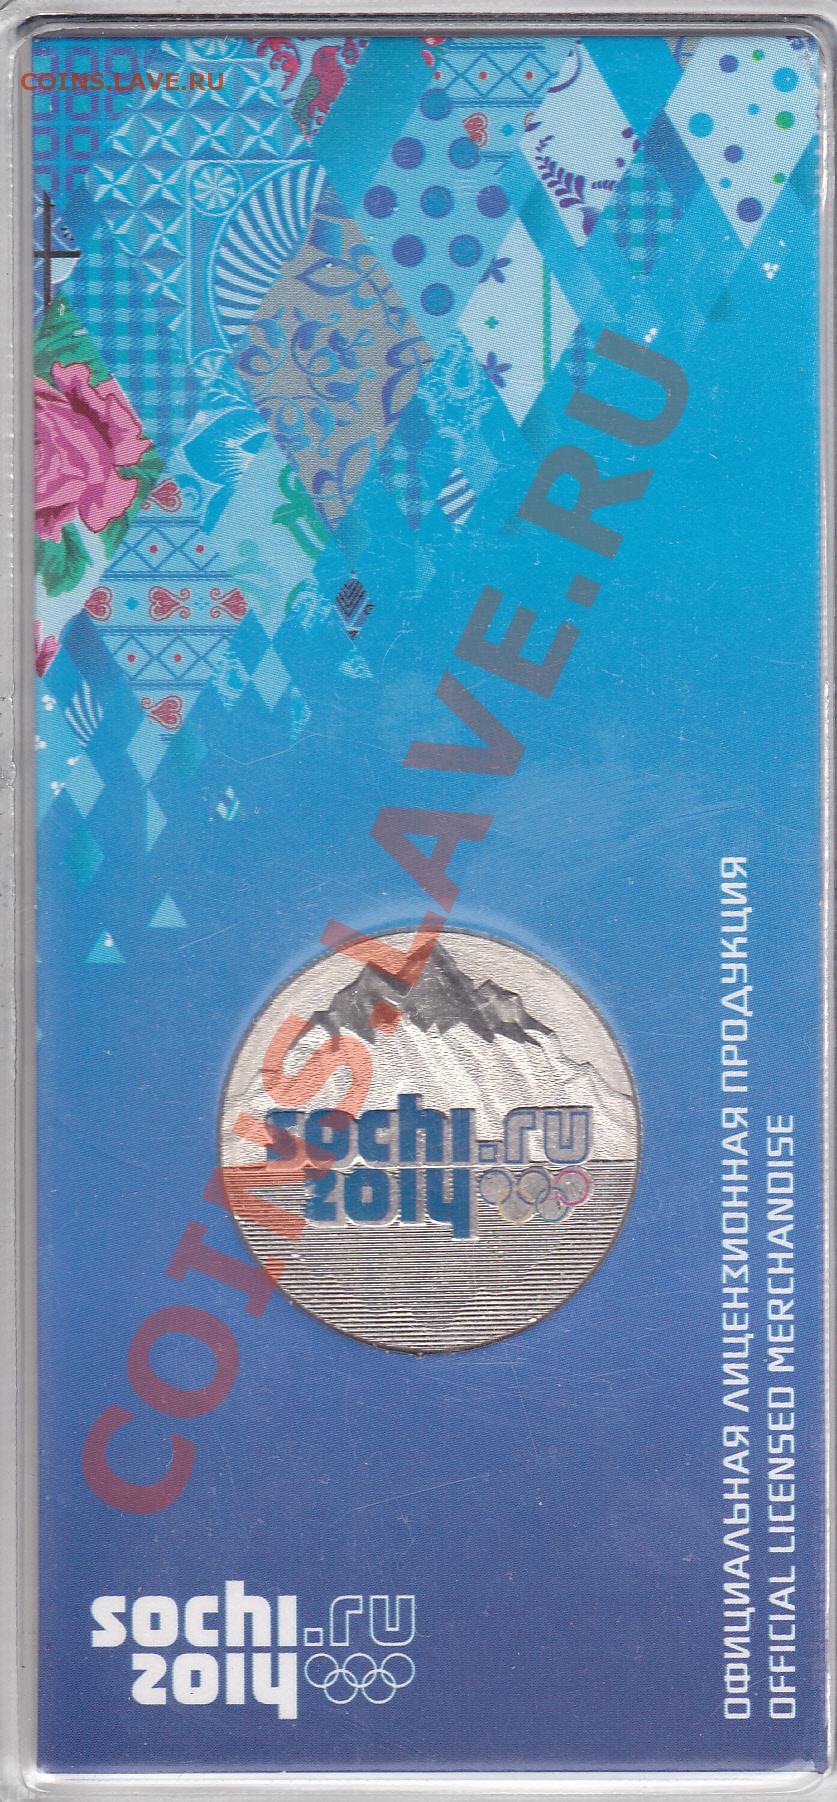 COINS.LAVE.RU
COINS.LAVE.RU
sochi.ru
2014
ОФИЦИАЛЬНАЯ ЛИЦЕНЗИОННАЯ ПРОДУКЦИЯ
OFFICIAL LICENSED MERCHANDISE
sochi.ru
2014